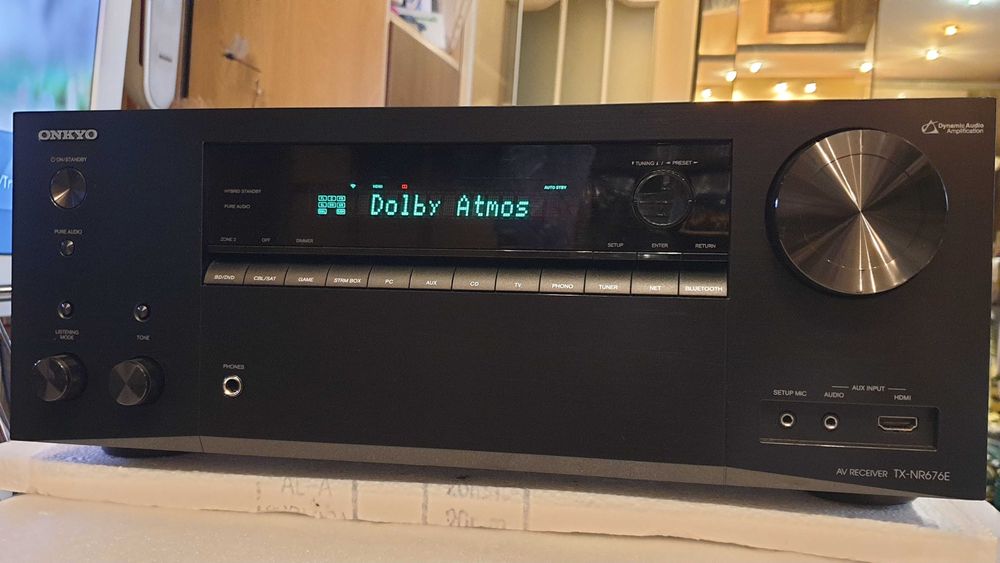 ONKYO
Dynamic Audio
Amplification
ON/STANDBY
TUNING
PRESET
HYBRID STANDBY
HDMI
AUTO STBY
PURE AUDIO
Dolby Atmos
PURE AUDIO
ZONE 2
OFF
DIMMER
SETUP
ENTER
RETURN
BD/DVD
CBL/SAT
GAME
STRM BOX
PC
AUX
CD
TV
PHONO
TUNER
NET
BLUETOOTH
LISTENING
MODE
TONE
PHONES
AUX INPUT
SETUP MIC
AUDIO
HDMI
AV RECEIVER TX-NR676E